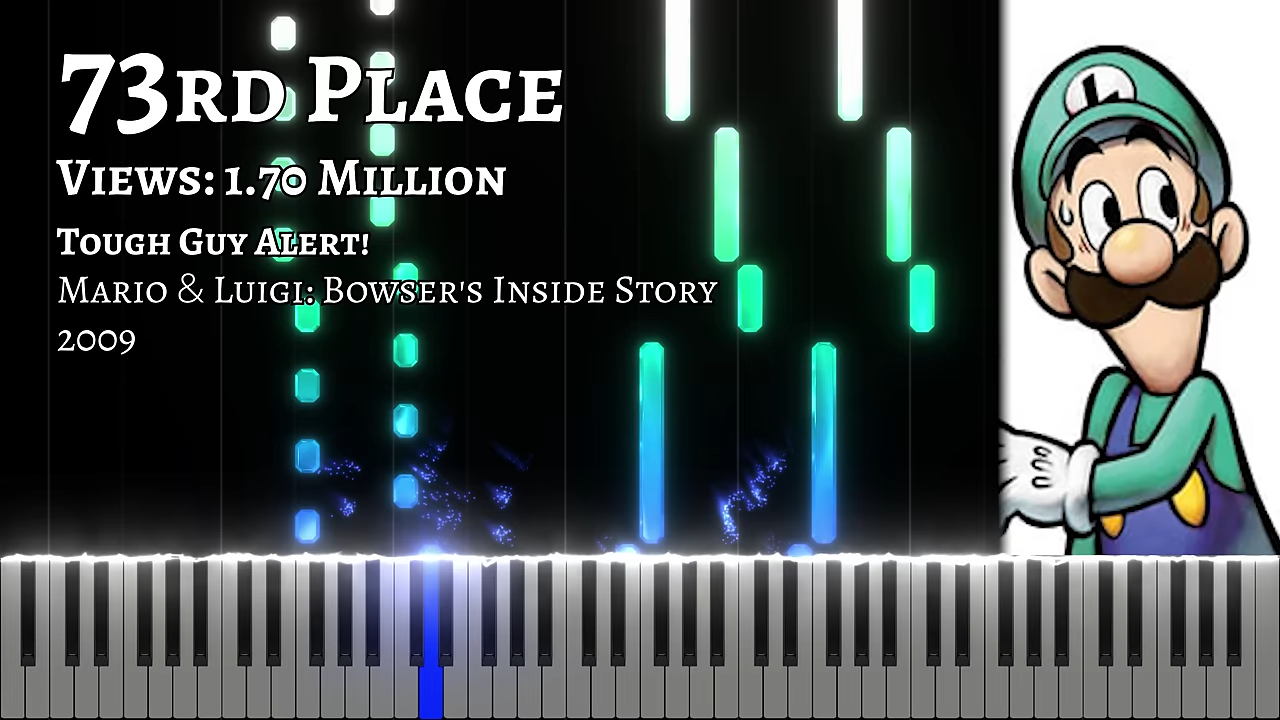 73rd Place
Views: 1.70 Million
Tough Guy Alert!
Mario & Luigi: Bowser's Inside Story
2009
L